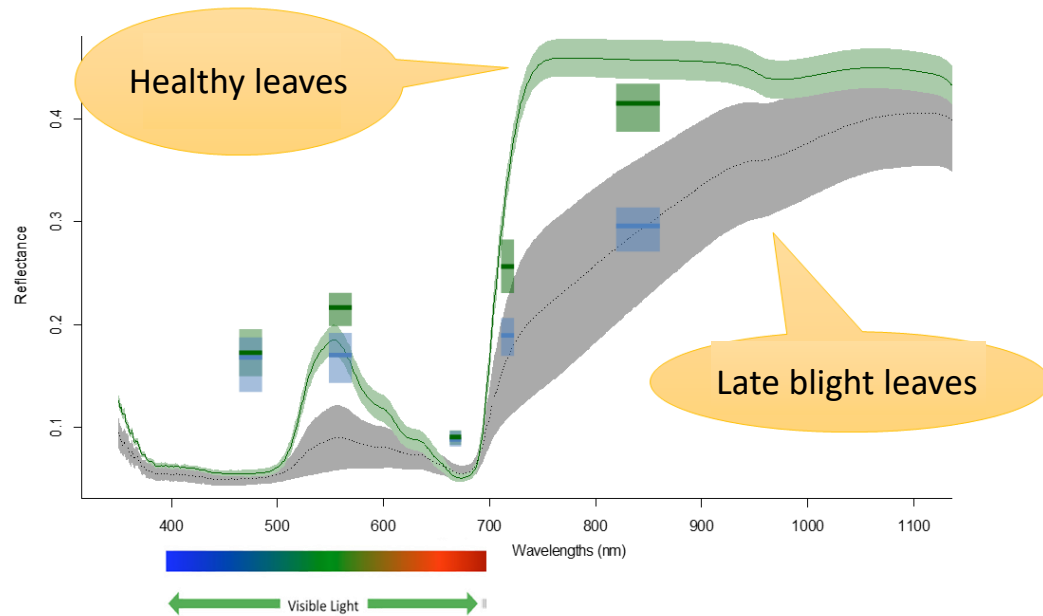 Healthy leaves
Reflectance
0.4
0.3
0.2
0.1
Late blight leaves
400 500 600 700 800 900 1000 1100
Wavelengths (nm)
Visible Light